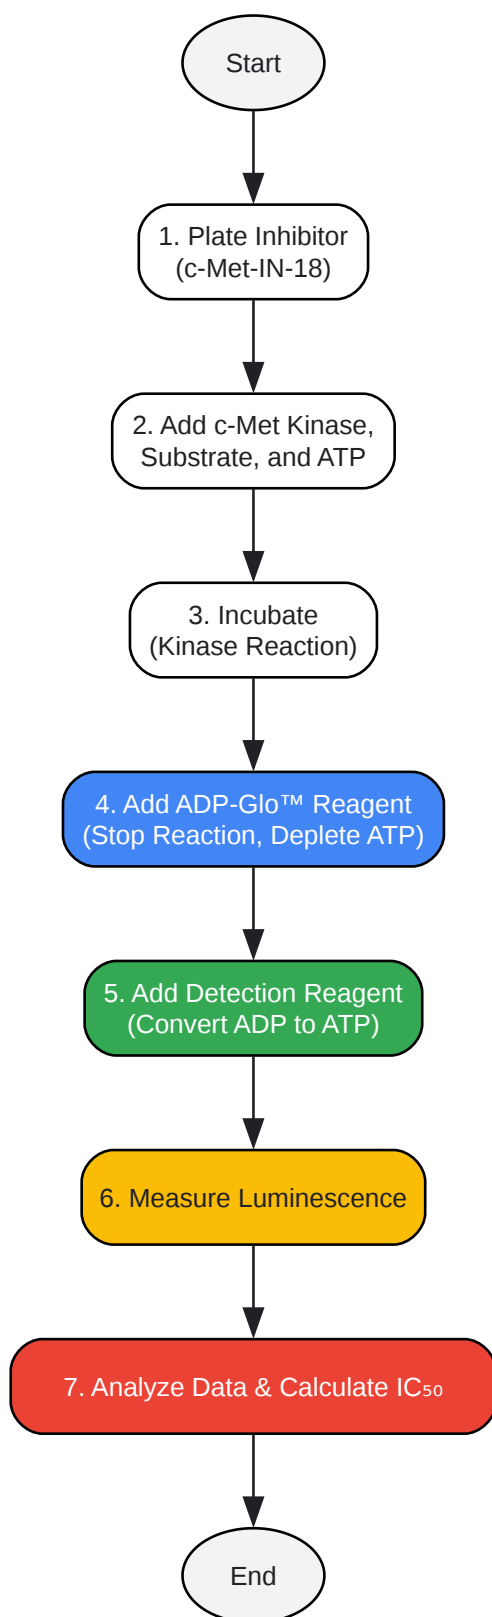 Start
1. Plate Inhibitor
(c-Met-IN-18)
2. Add c-Met Kinase,
Substrate, and ATP
3. Incubate
(Kinase Reaction)
4. Add ADP-Glo™ Reagent
(Stop Reaction, Deplete ATP)
5. Add Detection Reagent
(Convert ADP to ATP)
6. Measure Luminescence
7. Analyze Data & Calculate IC₅₀
End